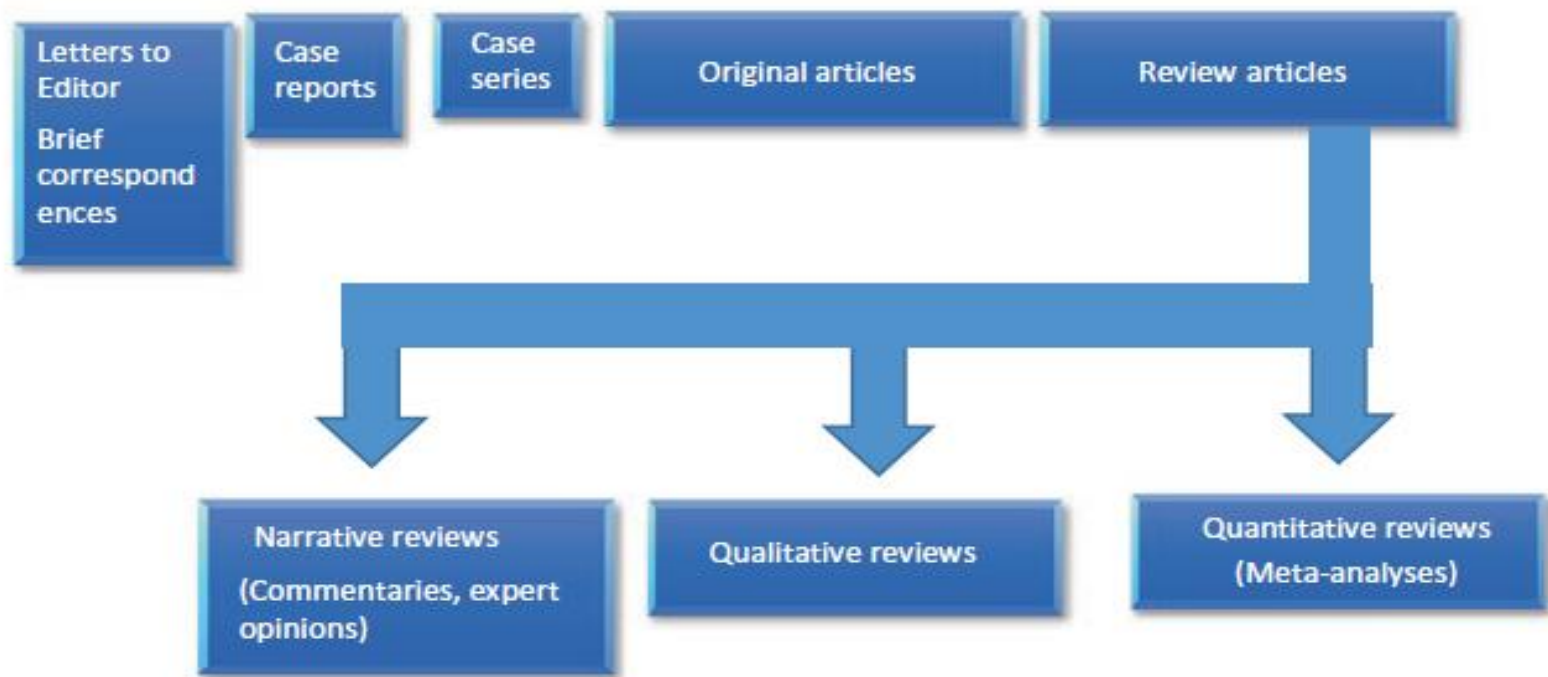 Letters to
Editor
Brief
correspond
ences
Case
reports
Case
series
Original articles
Review articles
Narrative reviews
(Commentaries, expert
opinions)
Qualitative reviews
Quantitative reviews
(Meta-analyses)